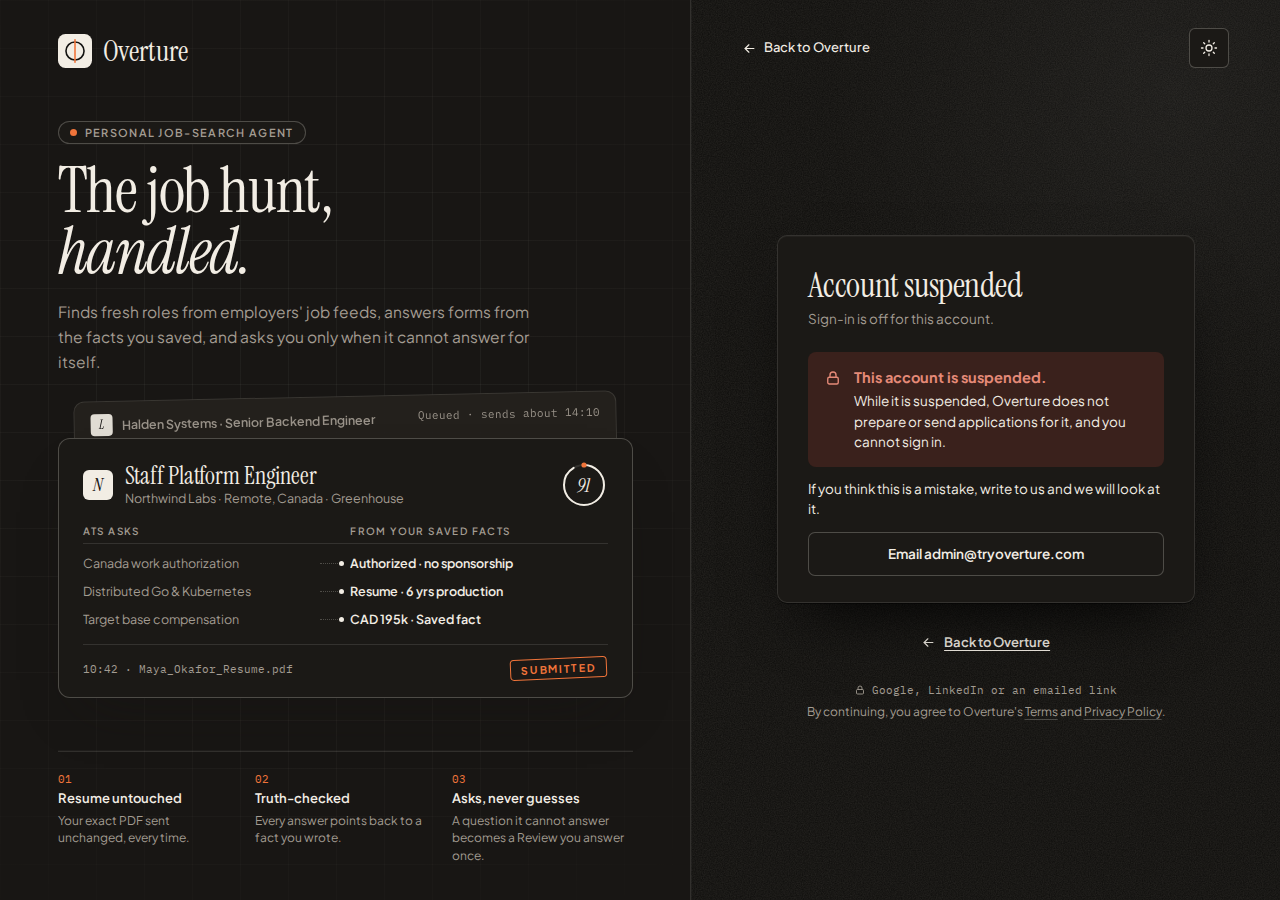 Overture
PERSONAL JOB-SEARCH AGENT
The job hunt,
handled.
Finds fresh roles from employers' job feeds, answers forms from
the facts you saved, and asks you only when it cannot answer for
itself.
L Halden Systems · Senior Backend Engineer Queued · sends about 14:10
N Staff Platform Engineer 91
Northwind Labs · Remote, Canada · Greenhouse
ATS ASKS FROM YOUR SAVED FACTS
Canada work authorization Authorized · no sponsorship
Distributed Go & Kubernetes Resume · 6 yrs production
Target base compensation CAD 195k · Saved fact
10:42 · Maya_Okafor_Resume.pdf SUBMITTED
01
Resume untouched
Your exact PDF sent
unchanged, every time.
02
Truth-checked
Every answer points back to a
fact you wrote.
03
Asks, never guesses
A question it cannot answer
becomes a Review you answer
once.
← Back to Overture
Account suspended
Sign-in is off for this account.
This account is suspended.
While it is suspended, Overture does not
prepare or send applications for it, and you
cannot sign in.
If you think this is a mistake, write to us and we will look at
it.
Email admin@tryoverture.com
← Back to Overture
Google, LinkedIn or an emailed link
By continuing, you agree to Overture's Terms and Privacy Policy.